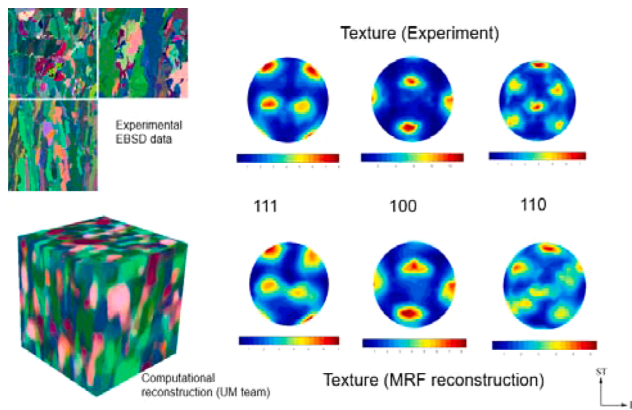 Texture (Experiment)
Experimental
EBSD data
111
100
110
Computational
reconstruction (UM team)
Texture (MRF reconstruction)
ST